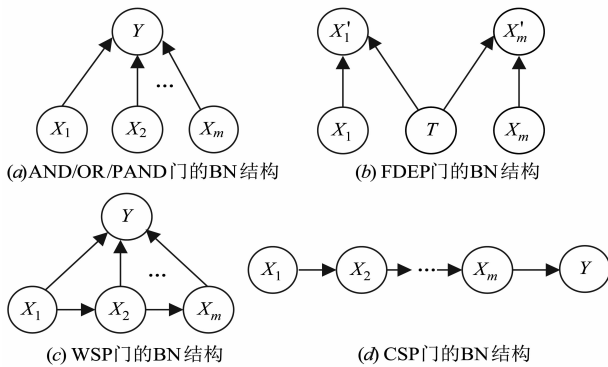 Y X₁′ Xₘ′
X₁ X₂ ... Xₘ X₁ T Xₘ
(a)AND/OR/PAND门的BN结构 (b) FDEP门的BN结构
Y
... X₁ X₂ ... Xₘ Y
X₁ X₂ Xₘ
(c) WSP门的BN结构 (d) CSP门的BN结构